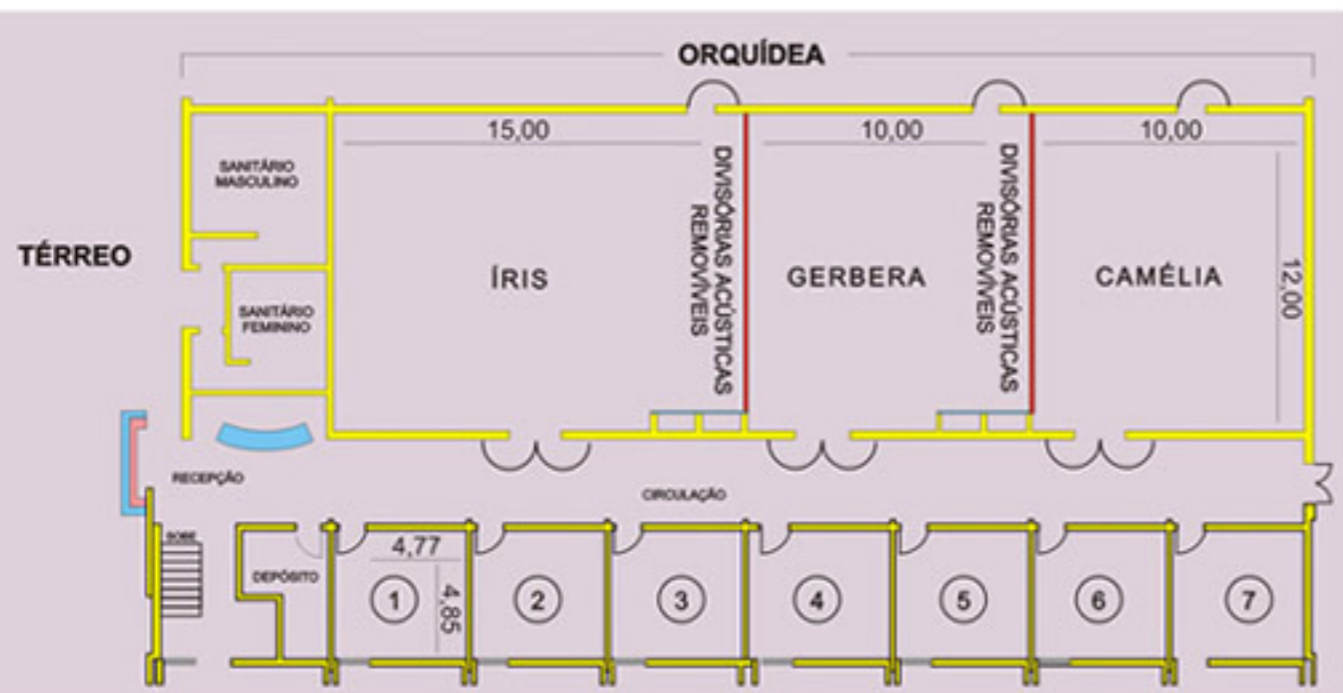 ORQUÍDEA
15,00
10,00
10,00
SANITÁRIO
MASCULINO
DIVISÓRIAS ACÚSTICAS
REMOVÍVEIS
DIVISÓRIAS ACÚSTICAS
REMOVÍVEIS
TÉRREO
ÍRIS
GERBERA
CAMÉLIA
12,00
SANITÁRIO
FEMININO
RECEPÇÃO
CIRCULAÇÃO
SOBE
DEPÓSITO
4,77
4,85
1
2
3
4
5
6
7